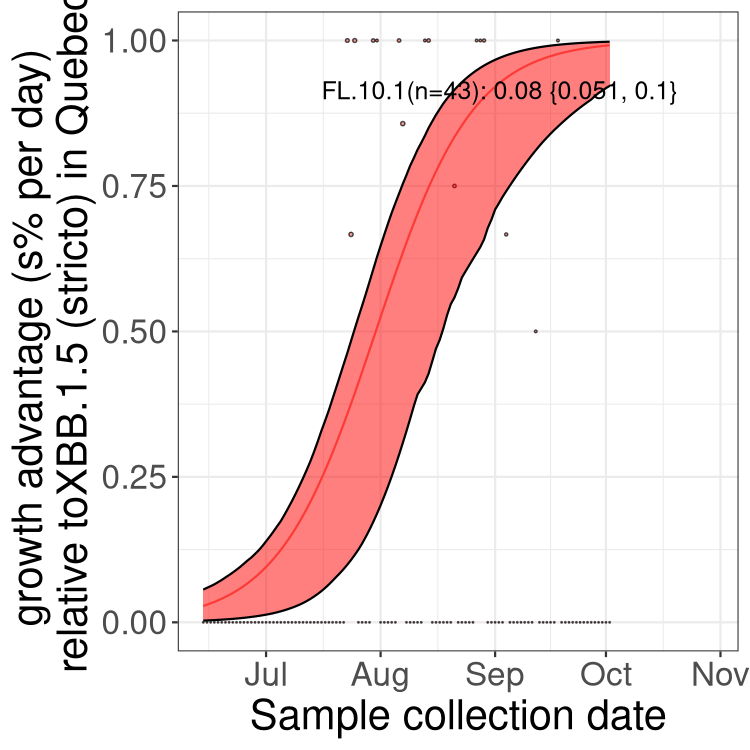 growth advantage (s% per day)
relative toXBB.1.5 (stricto) in Quebec
1.00
0.75
0.50
0.25
0.00
FL.10.1(n=43): 0.08 {0.051, 0.1}
Jul Aug Sep Oct Nov
Sample collection date